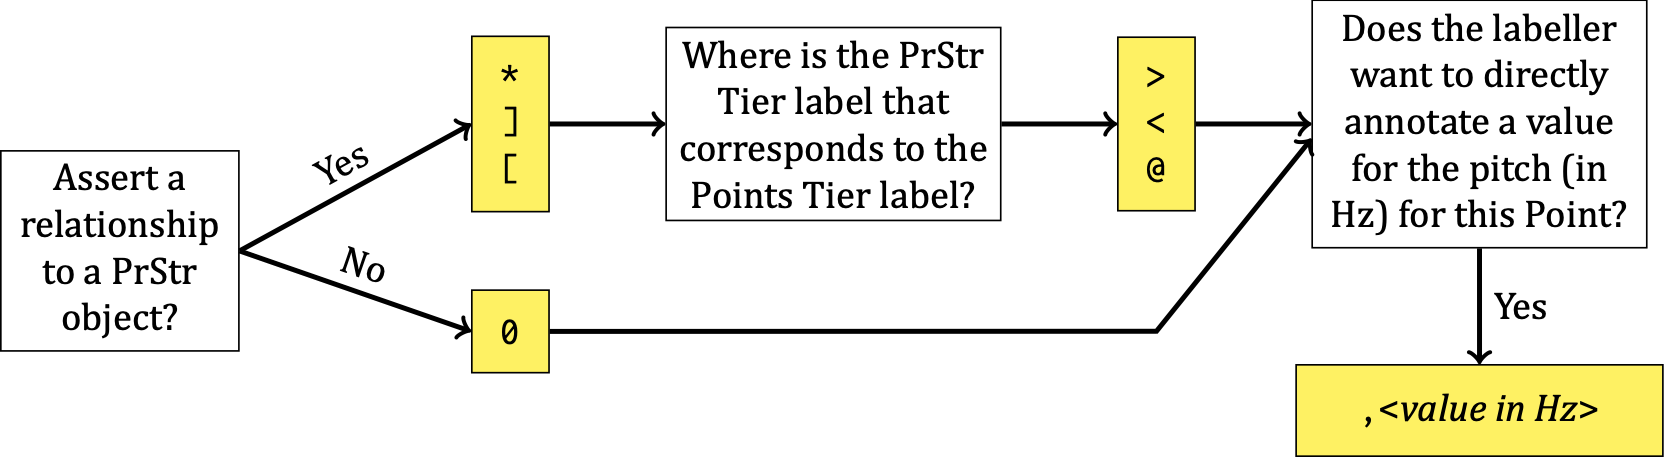 Assert a
relationship
to a PrStr
object?
Yes
No
*
]
[
0
Where is the PrStr
Tier label that
corresponds to the
Points Tier label?
>
<
@
Does the labeller
want to directly
annotate a value
for the pitch (in
Hz) for this Point?
Yes
, <value in Hz>